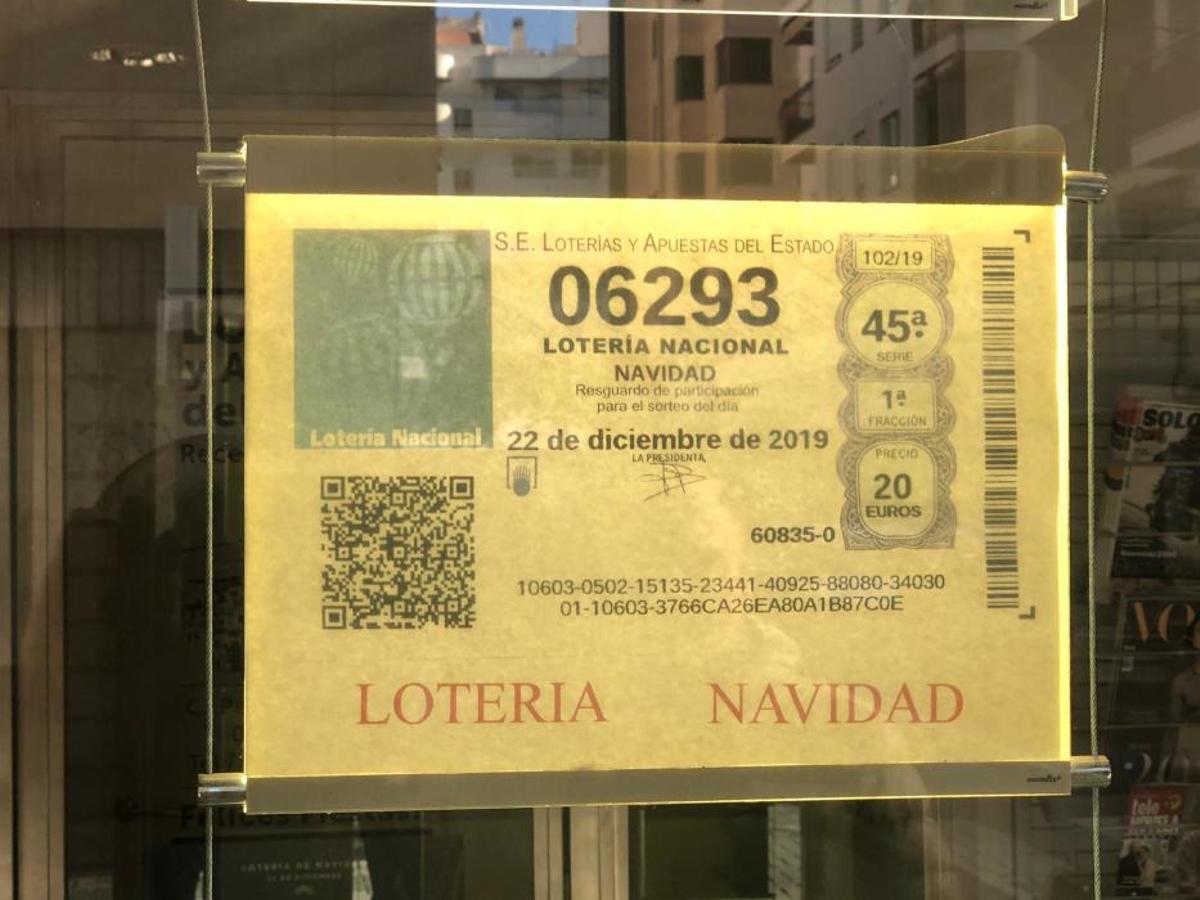 S.E. LOTERÍAS Y APUESTAS DEL ESTADO
06293
LOTERÍA NACIONAL
NAVIDAD
Resguardo de participación
para el sorteo del día
22 de diciembre de 2019
LA PRESIDENTA,
Lotería Nacional
102/19
45ª
SERIE
1ª
FRACCIÓN
PRECIO
20
EUROS
60835-0
10603-0502-15135-23441-40925-88080-34030
01-10603-3766CA26EA80A1B87C0E
LOTERIA NAVIDAD
SOLO
tele